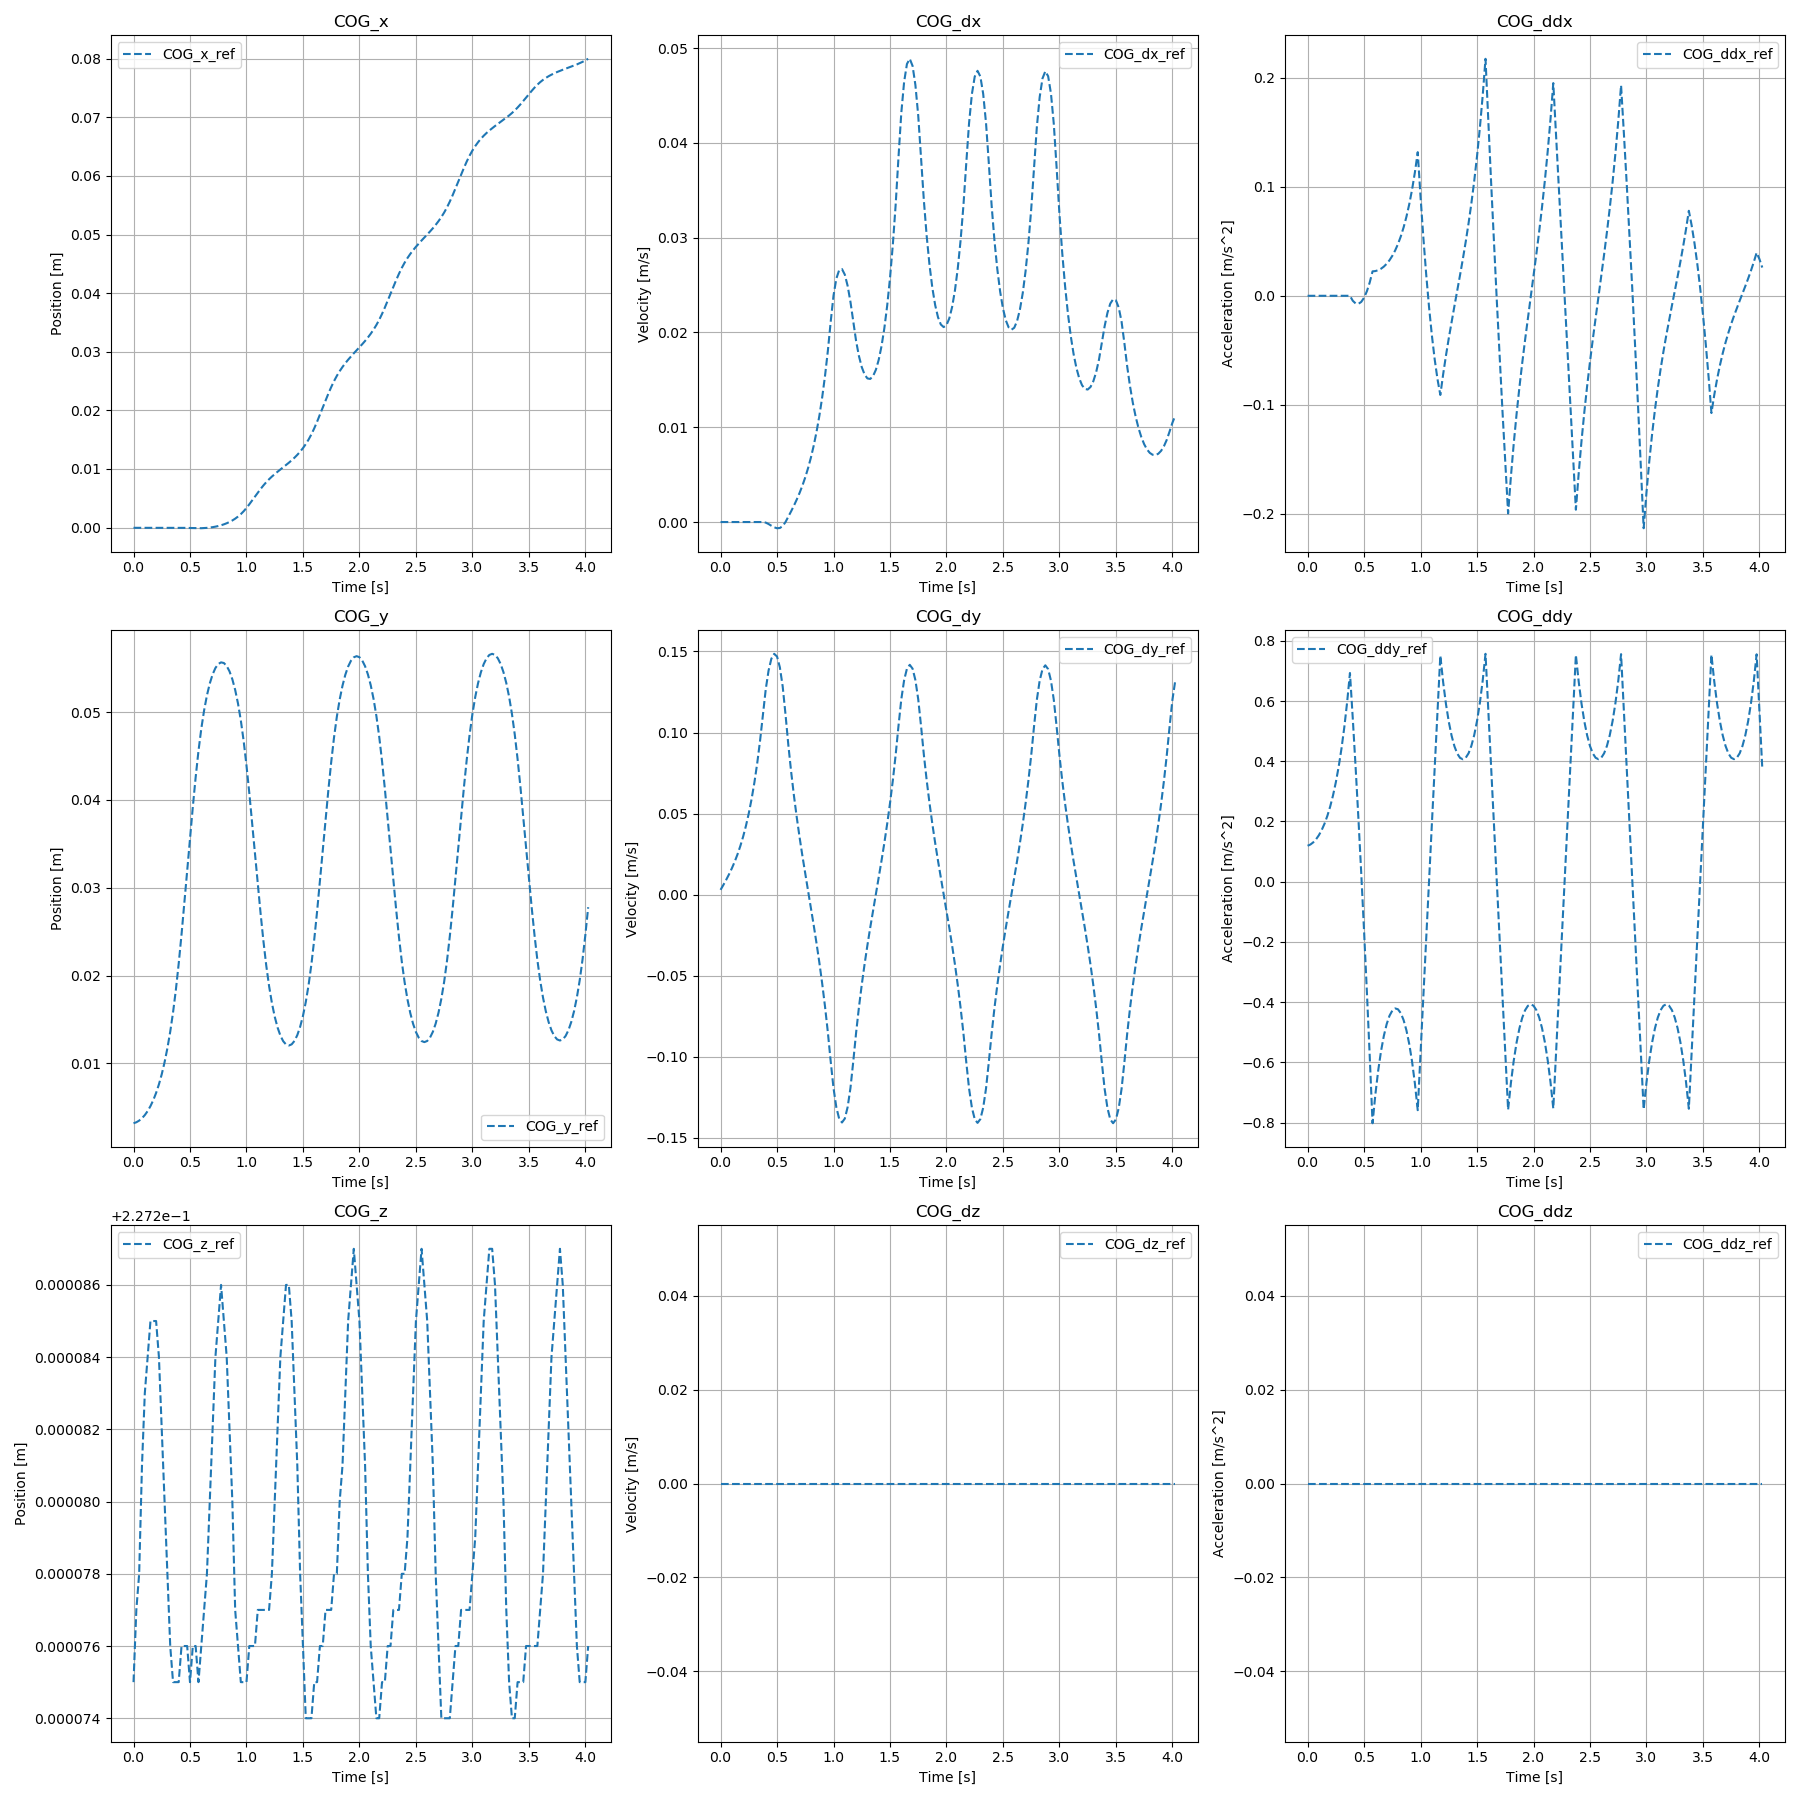 COG_x
COG_x_ref
0.08
0.07
0.06
0.05
0.04
0.03
0.02
0.01
0.00
Position [m]
0.0 0.5 1.0 1.5 2.0 2.5 3.0 3.5 4.0
Time [s]
COG_dx
COG_dx_ref
0.05
0.04
0.03
0.02
0.01
0.00
Velocity [m/s]
0.0 0.5 1.0 1.5 2.0 2.5 3.0 3.5 4.0
Time [s]
COG_ddx
COG_ddx_ref
0.2
0.1
0.0
−0.1
−0.2
Acceleration [m/s^2]
0.0 0.5 1.0 1.5 2.0 2.5 3.0 3.5 4.0
Time [s]
COG_y
0.05
0.04
0.03
0.02
0.01
Position [m]
COG_y_ref
0.0 0.5 1.0 1.5 2.0 2.5 3.0 3.5 4.0
Time [s]
COG_dy
COG_dy_ref
0.15
0.10
0.05
0.00
−0.05
−0.10
−0.15
Velocity [m/s]
0.0 0.5 1.0 1.5 2.0 2.5 3.0 3.5 4.0
Time [s]
COG_ddy
COG_ddy_ref
0.8
0.6
0.4
0.2
0.0
−0.2
−0.4
−0.6
−0.8
Acceleration [m/s^2]
0.0 0.5 1.0 1.5 2.0 2.5 3.0 3.5 4.0
Time [s]
COG_z
+2.272e−1
COG_z_ref
0.000086
0.000084
0.000082
0.000080
0.000078
0.000076
0.000074
Position [m]
0.0 0.5 1.0 1.5 2.0 2.5 3.0 3.5 4.0
Time [s]
COG_dz
COG_dz_ref
0.04
0.02
0.00
−0.02
−0.04
Velocity [m/s]
0.0 0.5 1.0 1.5 2.0 2.5 3.0 3.5 4.0
Time [s]
COG_ddz
COG_ddz_ref
0.04
0.02
0.00
−0.02
−0.04
Acceleration [m/s^2]
0.0 0.5 1.0 1.5 2.0 2.5 3.0 3.5 4.0
Time [s]